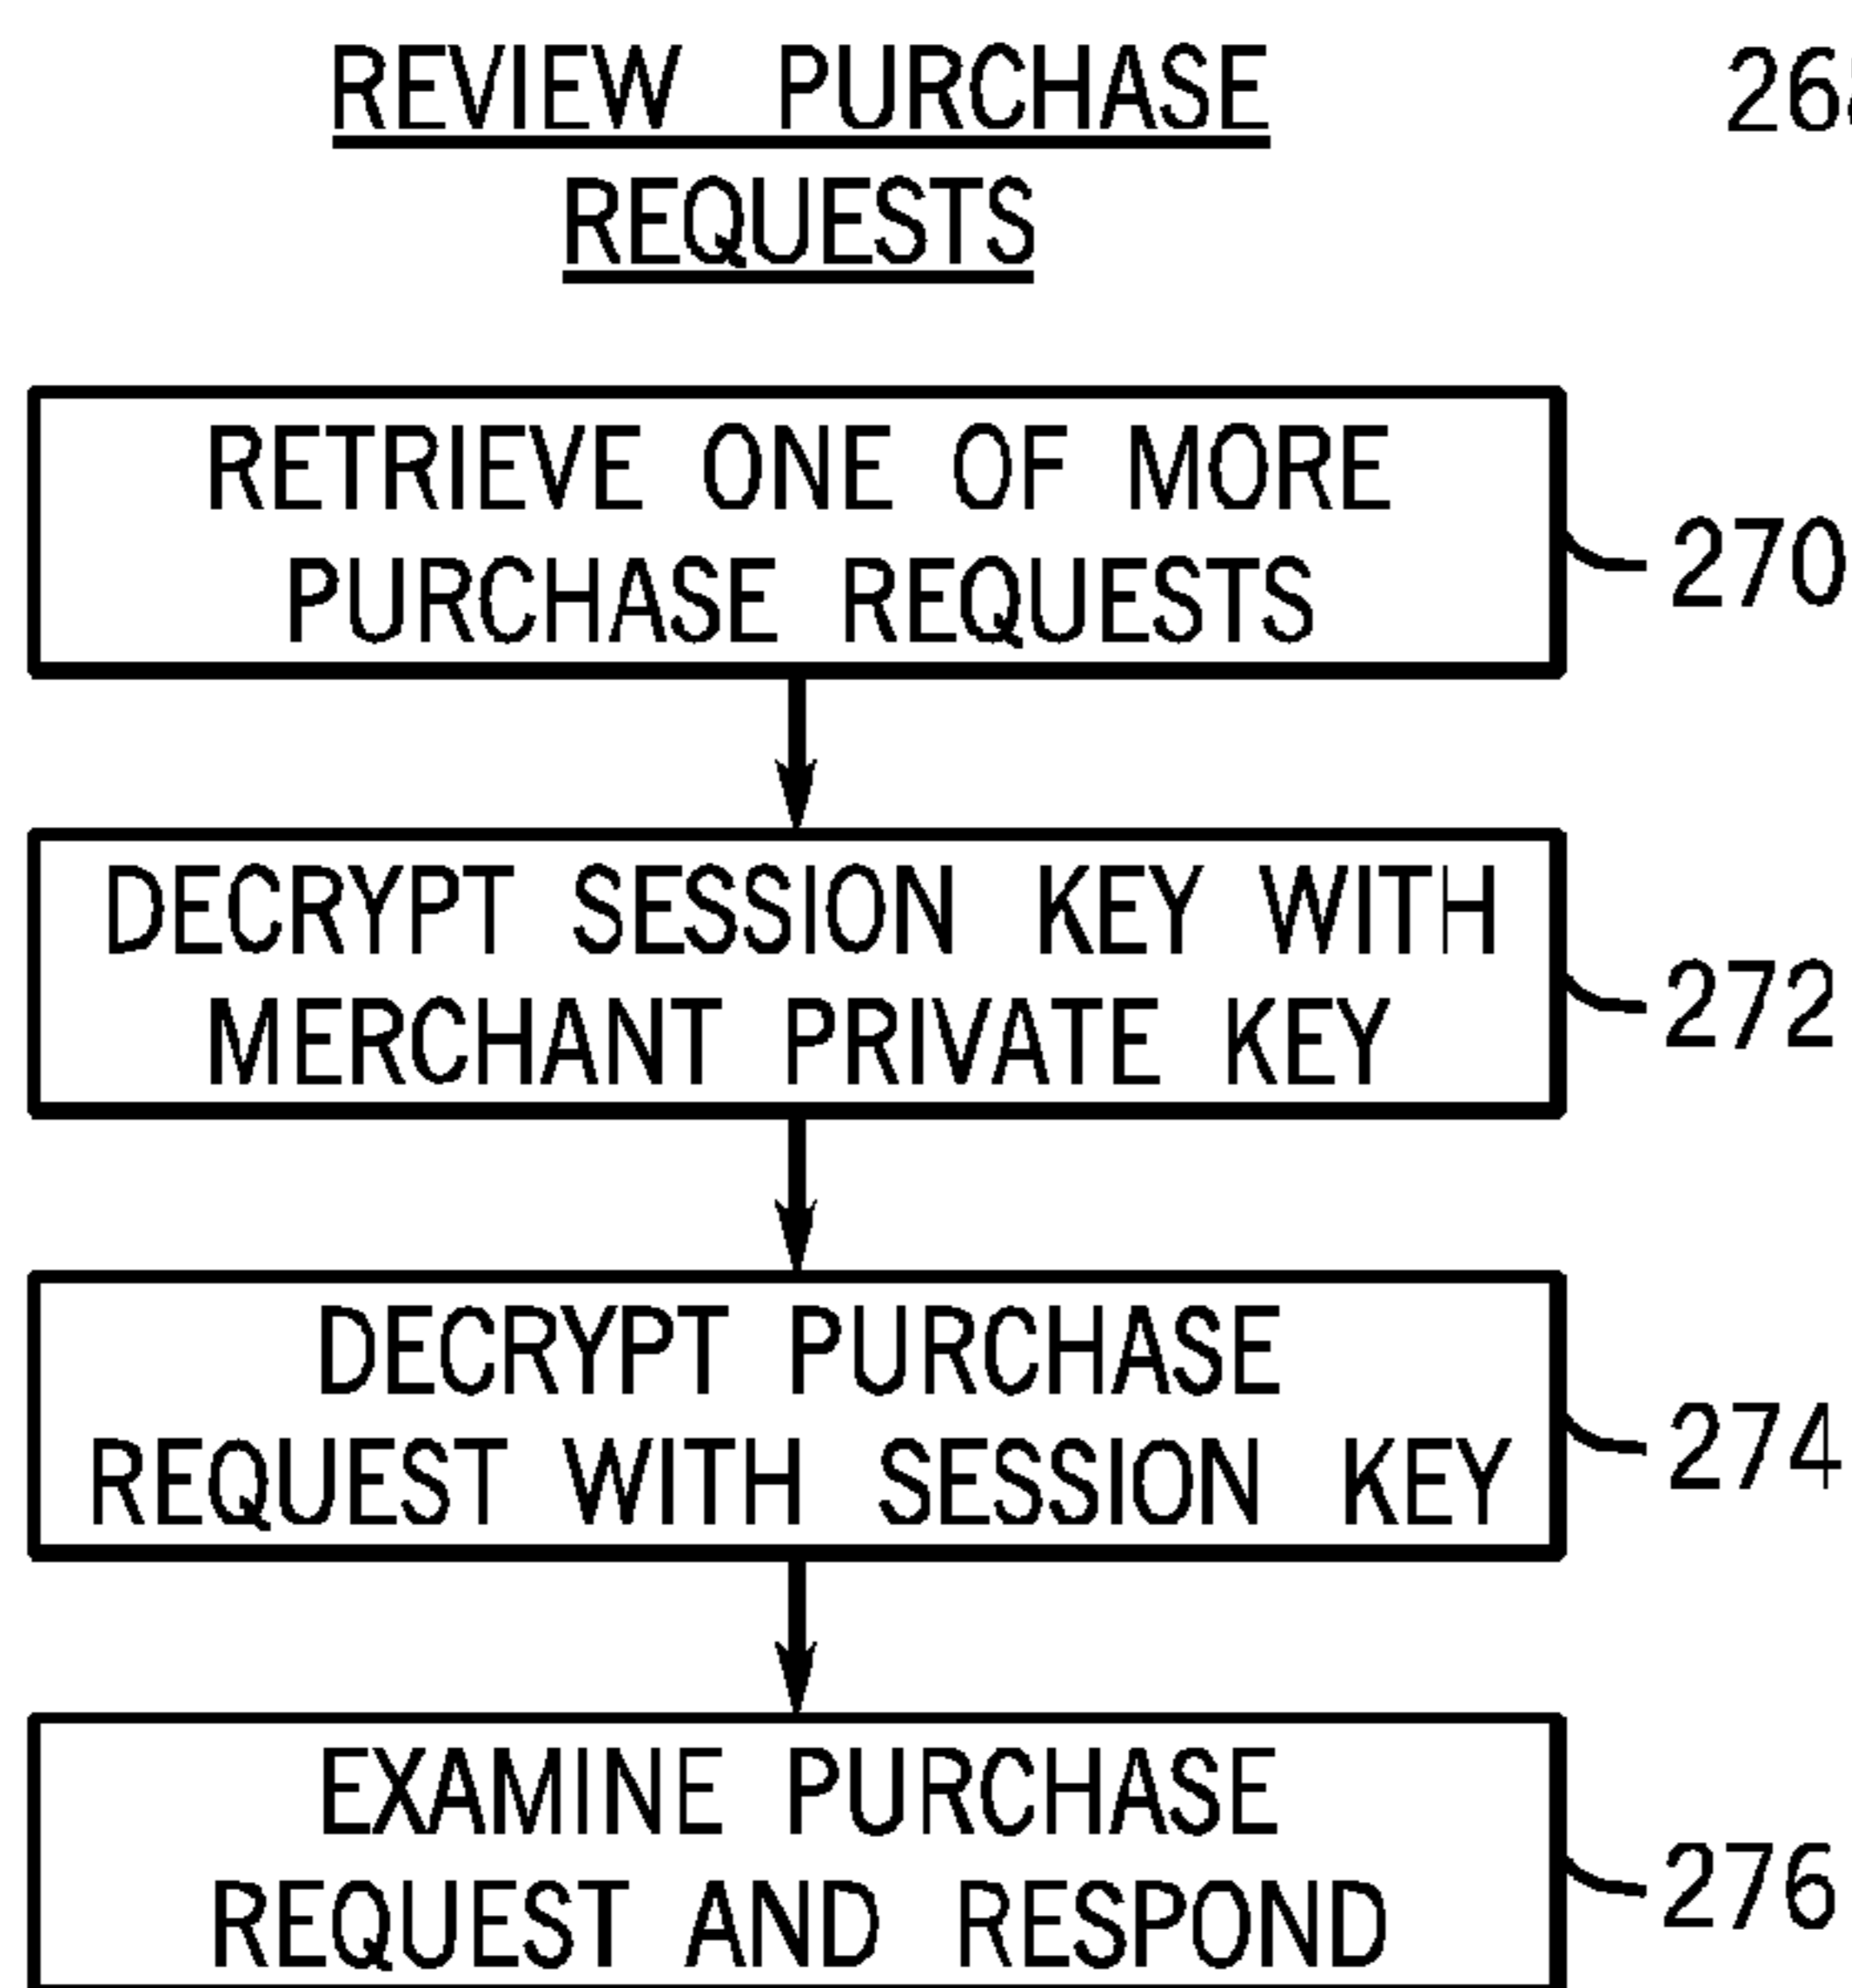 REVIEW PURCHASE
REQUESTS
RETRIEVE ONE OF MORE
PURCHASE REQUESTS
270
DECRYPT SESSION KEY WITH
MERCHANT PRIVATE KEY
272
DECRYPT PURCHASE
REQUEST WITH SESSION KEY
274
EXAMINE PURCHASE
REQUEST AND RESPOND
276